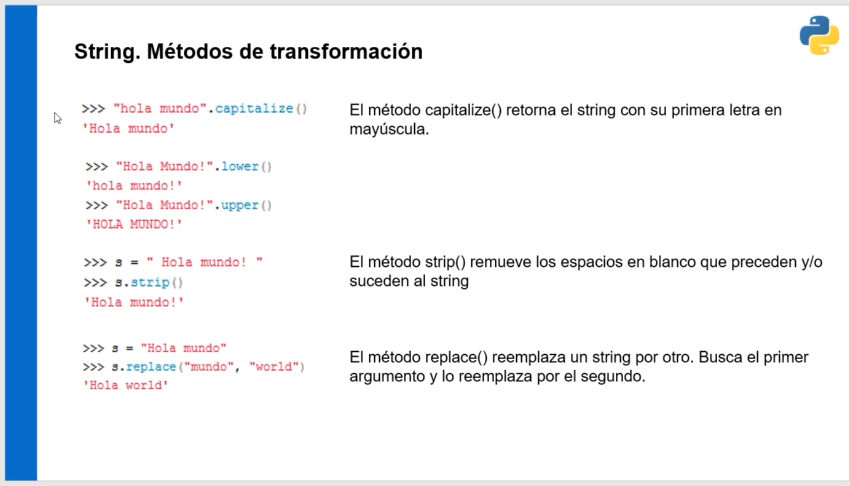 String. Métodos de transformación
>>> "hola mundo".capitalize()
'Hola mundo'
El método capitalize() retorna el string con su primera letra en
mayúscula.
>>> "Hola Mundo!".lower()
'hola mundo!'
>>> "Hola Mundo!".upper()
'HOLA MUNDO!'
>>> s = " Hola mundo! "
>>> s.strip()
'Hola mundo!'
El método strip() remueve los espacios en blanco que preceden y/o
suceden al string
>>> s = "Hola mundo"
>>> s.replace("mundo", "world")
'Hola world'
El método replace() reemplaza un string por otro. Busca el primer
argumento y lo reemplaza por el segundo.